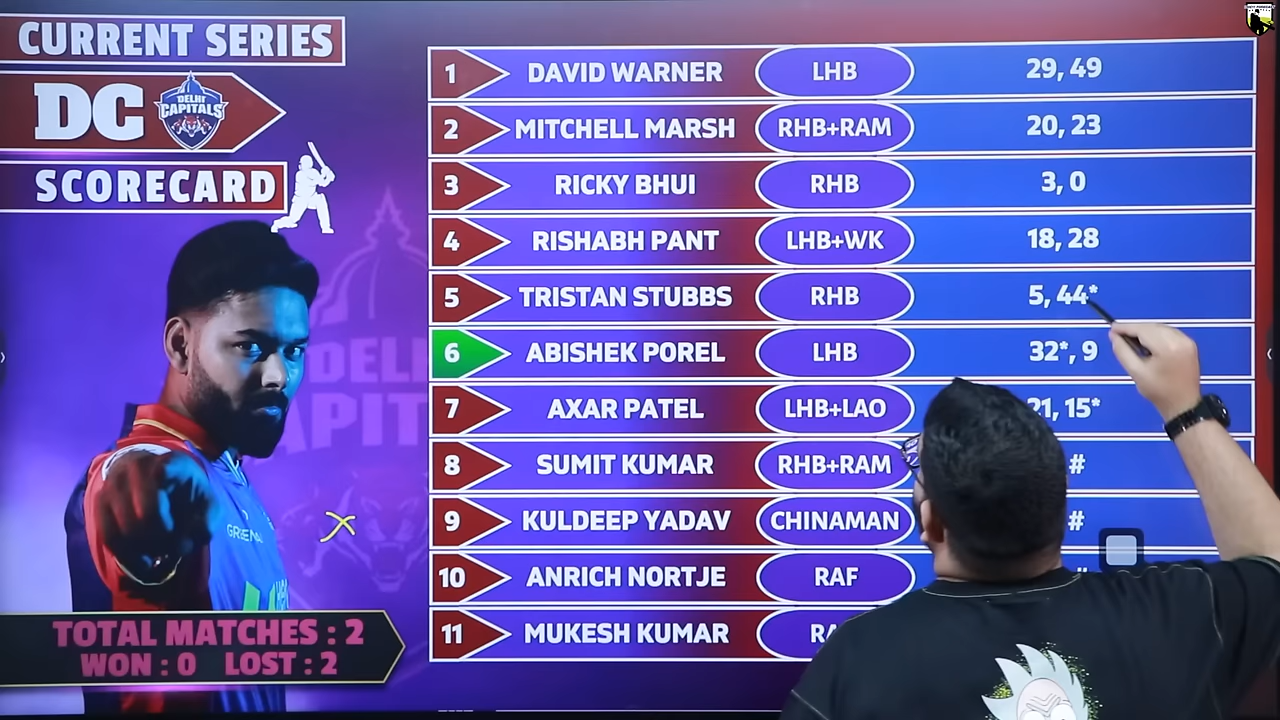 CURRENT SERIES
DC
DELHI
CAPITALS
SCORECARD
1 DAVID WARNER LHB 29, 49
2 MITCHELL MARSH RHB+RAM 20, 23
3 RICKY BHUI RHB 3, 0
4 RISHABH PANT LHB+WK 18, 28
5 TRISTAN STUBBS RHB 5, 44*
6 ABISHEK POREL LHB 32*, 9
7 AXAR PATEL LHB+LAO 21, 15*
8 SUMIT KUMAR RHB+RAM #
9 KULDEEP YADAV CHINAMAN #
10 ANRICH NORTJE RAF #
11 MUKESH KUMAR
TOTAL MATCHES : 2
WON : 0 LOST : 2